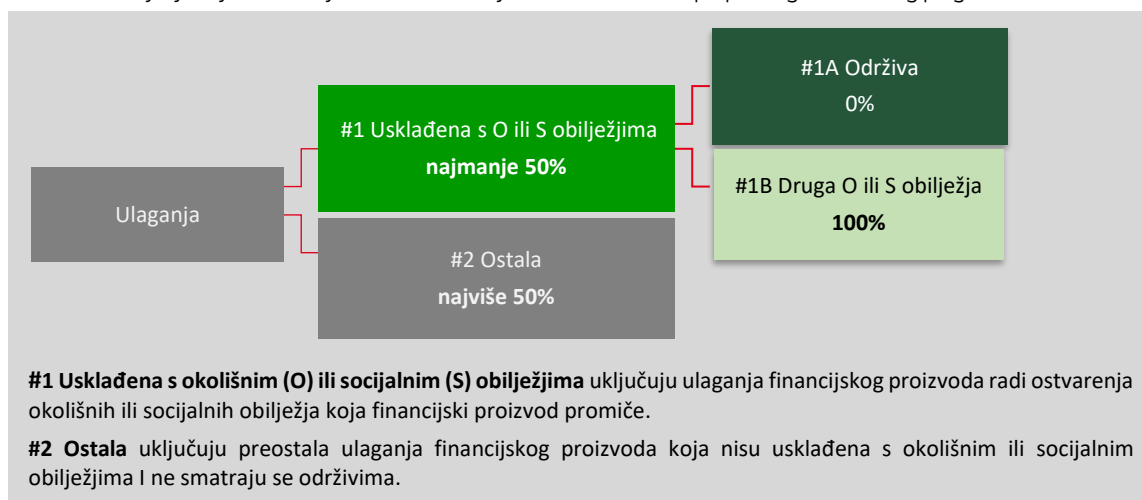 #1A Održiva
0%
#1 Usklađena s O ili S obilježjima
najmanje 50%
#1B Druga O ili S obilježja
100%
Ulaganja
#2 Ostala
najviše 50%
#1 Usklađena s okolišnim (O) ili socijalnim (S) obilježjima uključuju ulaganja financijskog proizvoda radi ostvarenja
okolišnih ili socijalnih obilježja koja financijski proizvod promiče.
#2 Ostala uključuju preostala ulaganja financijskog proizvoda koja nisu usklađena s okolišnim ili socijalnim
obilježjima I ne smatraju se održivima.